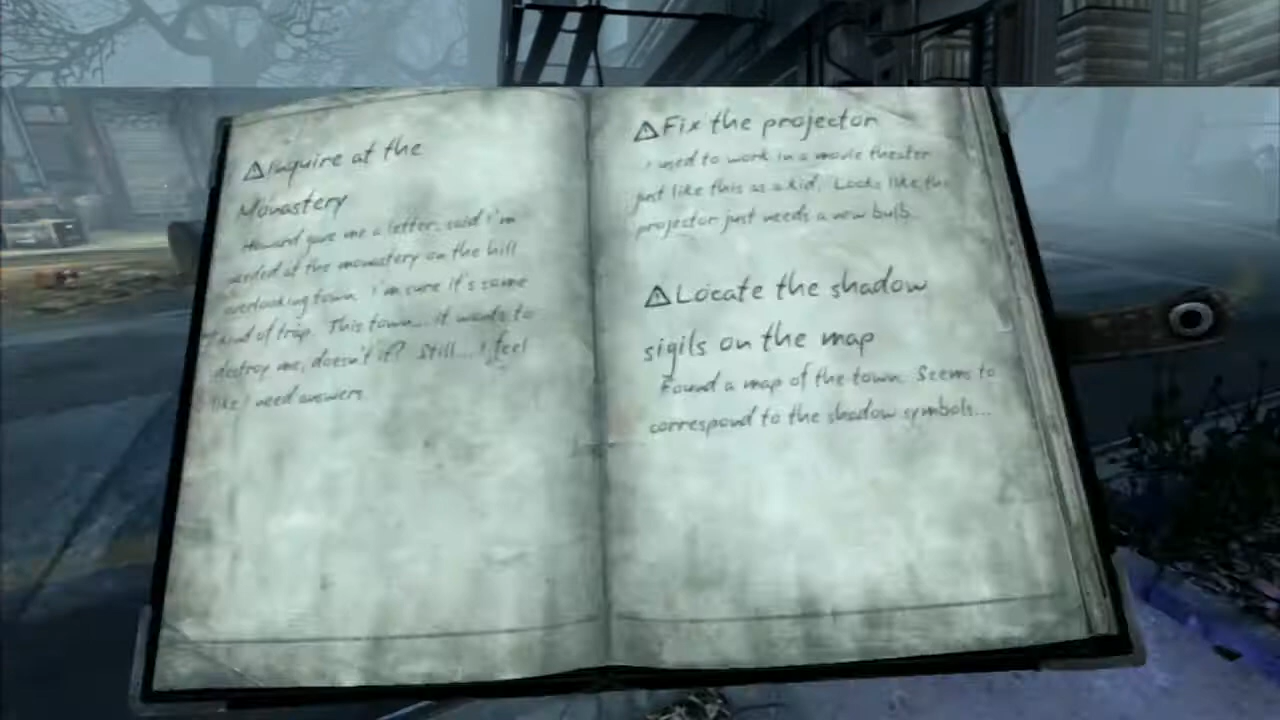 Inquire at the
Monastery
Howard gave me a letter, said I'm
needed at the monastery on the hill
overlooking town. I'm sure it's some
kind of trap. This town... it wants to
destroy me, doesn't it? Still... I feel
like I need answers
Fix the projector
I used to work in a movie theater
just like this as a kid. Looks like the
projector just needs a new bulb.
Locate the shadow
sigils on the map
Found a map of the town. Seems to
correspond to the shadow symbols...